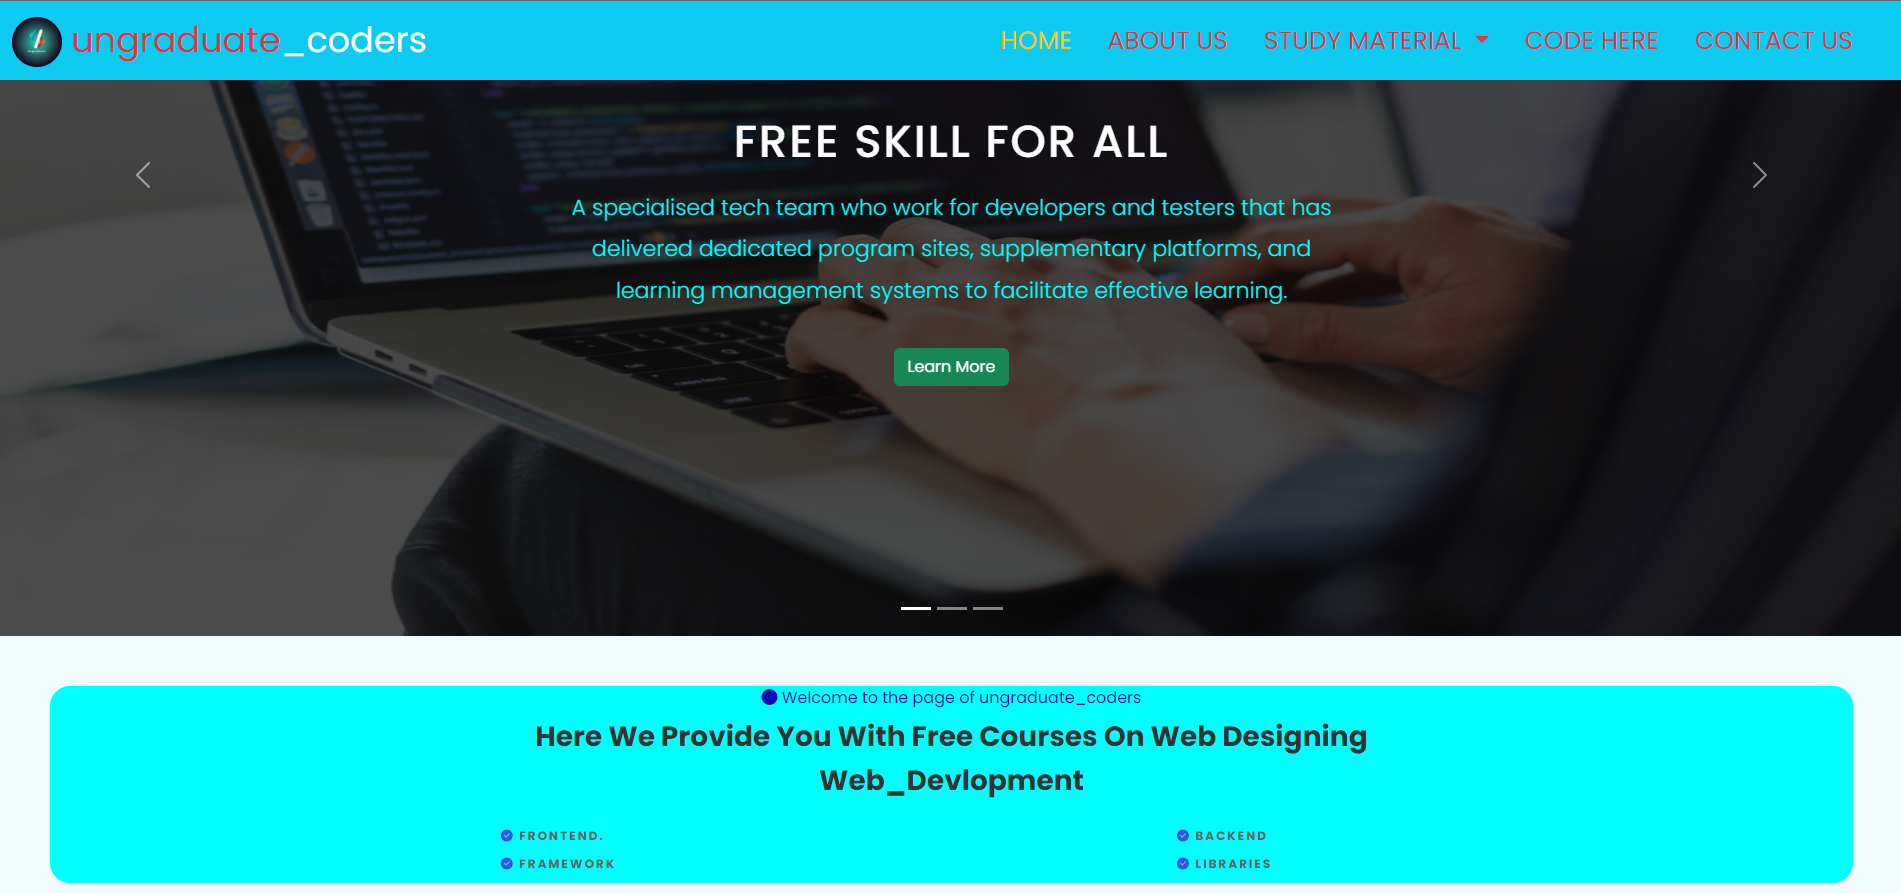 ungraduate_coders
HOME
ABOUT US
STUDY MATERIAL
CODE HERE
CONTACT US
FREE SKILL FOR ALL
A specialised tech team who work for developers and testers that has
delivered dedicated program sites, supplementary platforms, and
learning management systems to facilitate effective learning.
Learn More
Welcome to the page of ungraduate_coders
Here We Provide You With Free Courses On Web Designing
Web_Devlopment
FRONTEND.
BACKEND
FRAMEWORK
LIBRARIES